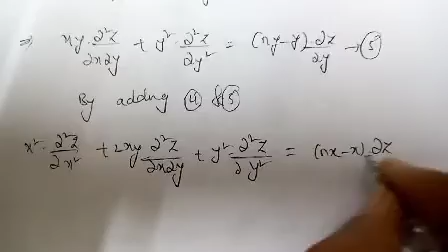 ⇒ xy·∂²z/∂x∂y + y²·∂²z/∂y² = (ny-y)·∂z/∂y → ⑤
By adding ④ & ⑤
x²·∂²z/∂x² + 2xy ∂²z/∂x∂y + y²·∂²z/∂y² = (nx-x)·∂z